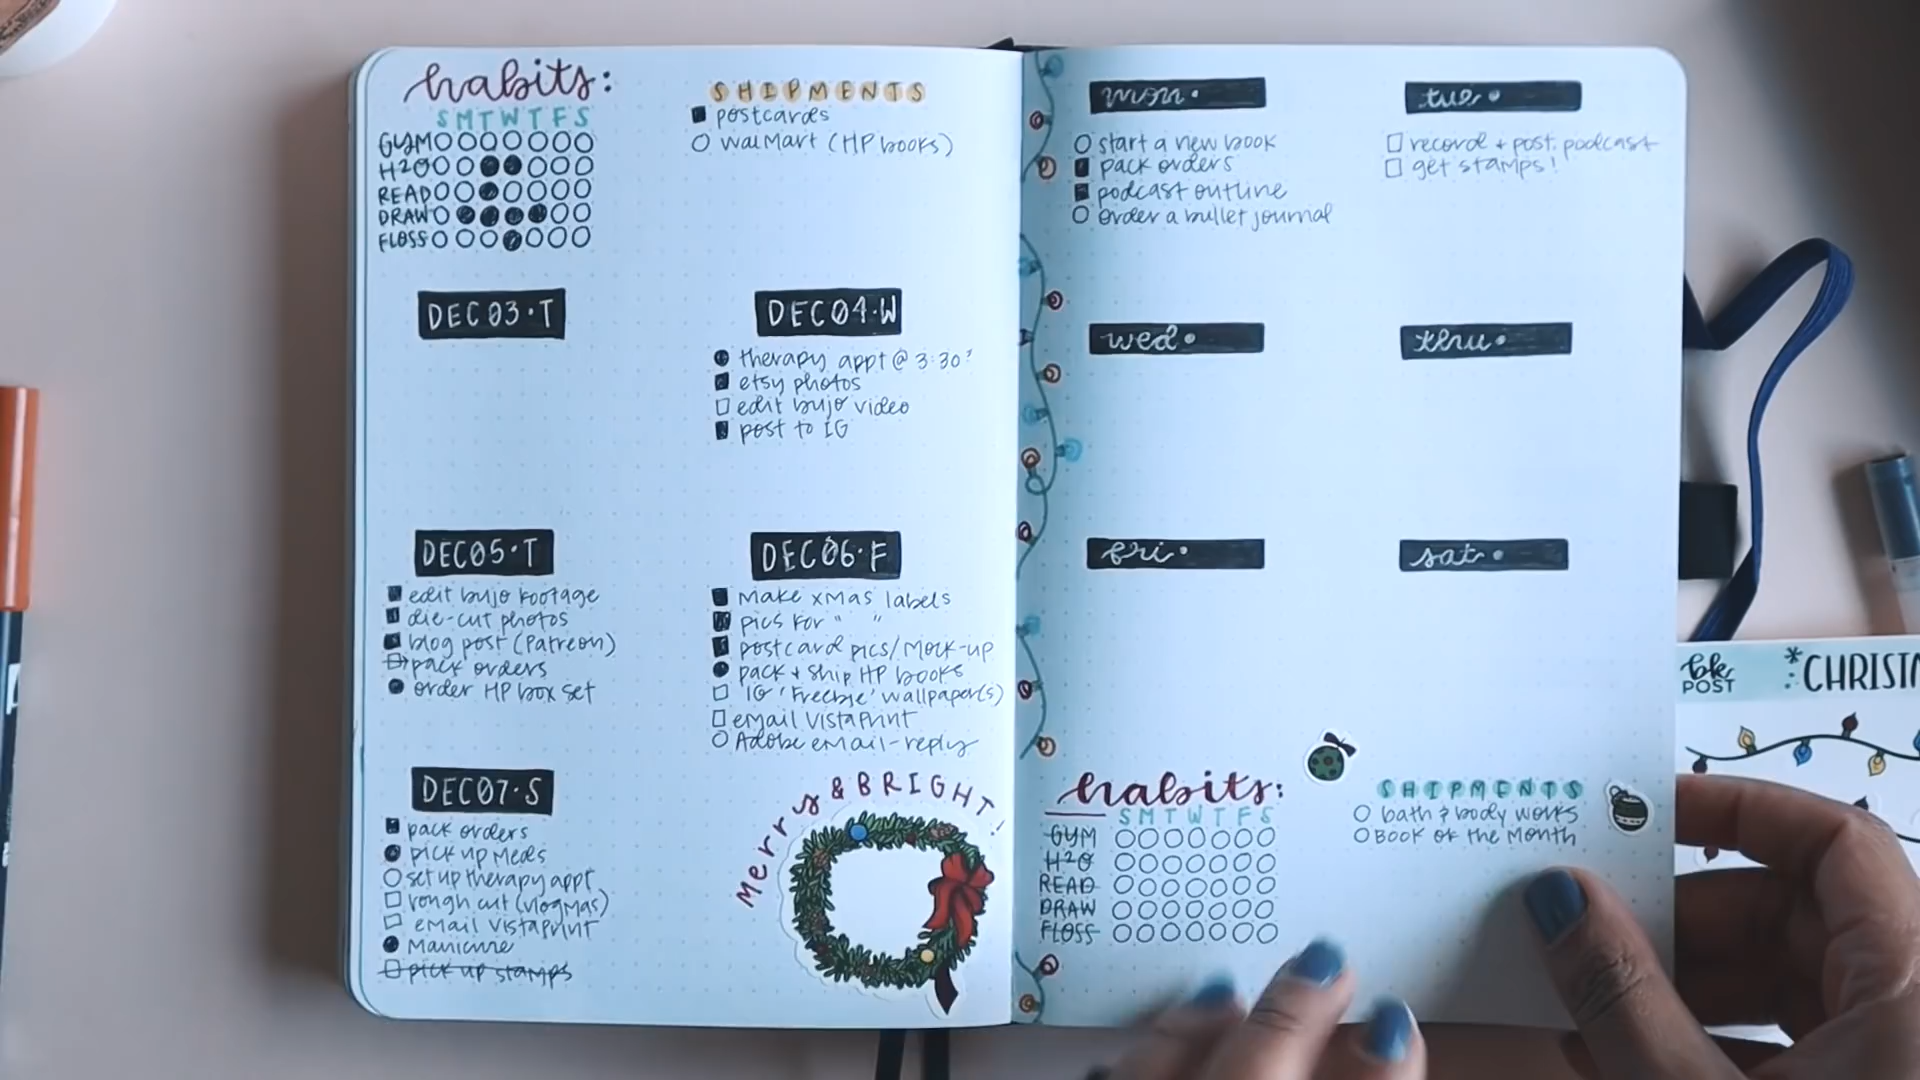 habits:
S M T W T F S
GYM
H2O
READ
DRAW
FLOSS
SHIPMENTS
postcards
walmart (HP books)
DEC03·T
DEC04·W
therapy appt @ 3:30?
etsy photos
edit bujo video
post to IG
DEC05·T
edit bujo footage
die-cut photos
blog post (Patreon)
pack orders
order HP box set
DEC06·F
make xmas labels
pics for " "
postcard pics/mock-up
pack + ship HP books
IG 'Freebie' wallpaper(s)
email vistaprint
Adobe email-reply
DEC07·S
pack orders
pick up meds
set up therapy appt
rough cut (vlogmas)
email vistaprint
manicure
pick up stamps
merry & BRIGHT!
mon·
start a new book
pack orders
podcast outline
order a bullet journal
tue·
record + post podcast
get stamps!
wed·
thu·
fri·
sat·
habits:
S M T W T F S
GYM
H2O
READ
DRAW
FLOSS
SHIPMENTS
bath & body works
Book of the Month
bk
POST
*CHRISTM